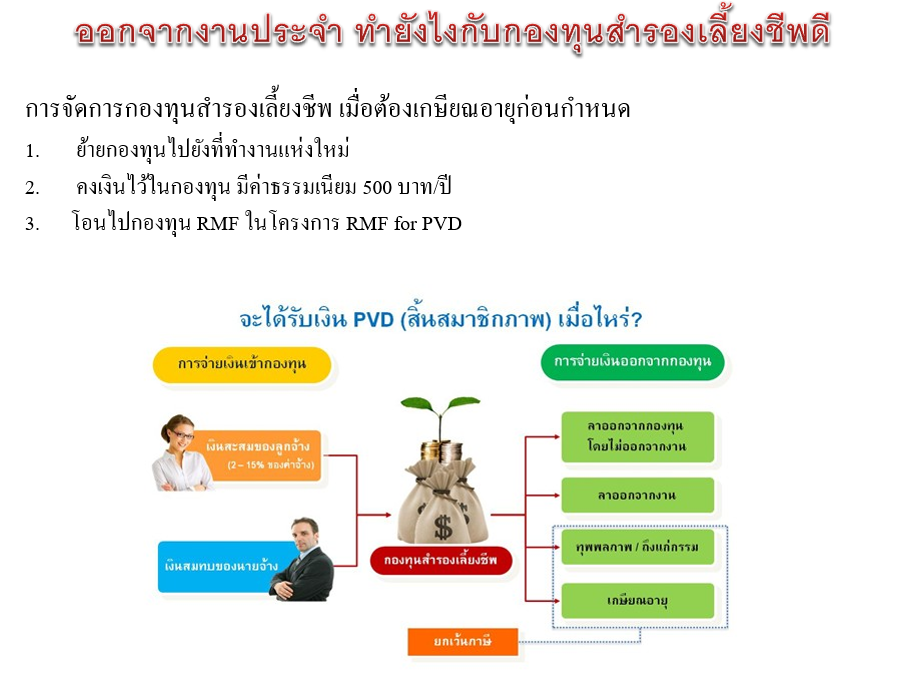 ออกจากงานประจำ ทำยังไงกับกองทุนสำรองเลี้ยงชีพดี
การจัดการกองทุนสำรองเลี้ยงชีพ เมื่อต้องเกษียณอายุก่อนกำหนด
1. ย้ายกองทุนไปยังที่ทำงานแห่งใหม่
2. คงเงินไว้ในกองทุน มีค่าธรรมเนียม 500 บาท/ปี
3. โอนไปกองทุน RMF ในโครงการ RMF for PVD
จะได้รับเงิน PVD (สิ้นสมาชิกภาพ) เมื่อไหร่?
การจ่ายเงินเข้ากองทุน
เงินสะสมของลูกจ้าง
(2 – 15% ของค่าจ้าง)
เงินสมทบของนายจ้าง
$
กองทุนสำรองเลี้ยงชีพ
การจ่ายเงินออกจากกองทุน
ลาออกจากกองทุน
โดยไม่ออกจากงาน
ลาออกจากงาน
ทุพพลภาพ / ถึงแก่กรรม
เกษียณอายุ
ยกเว้นภาษี